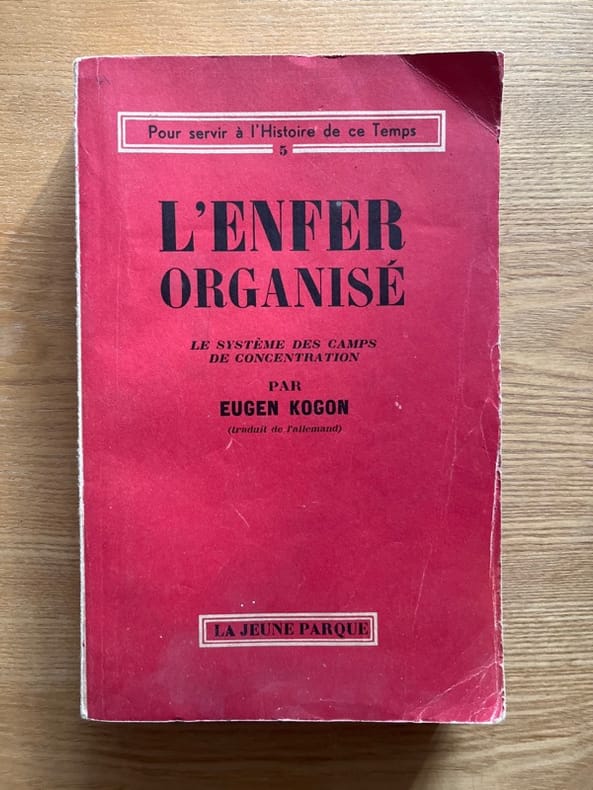 Pour servir à l'Histoire de ce Temps
5
L'ENFER
ORGANISÉ
LE SYSTÈME DES CAMPS
DE CONCENTRATION
PAR
EUGEN KOGON
(traduit de l'allemand)
LA JEUNE PARQUE